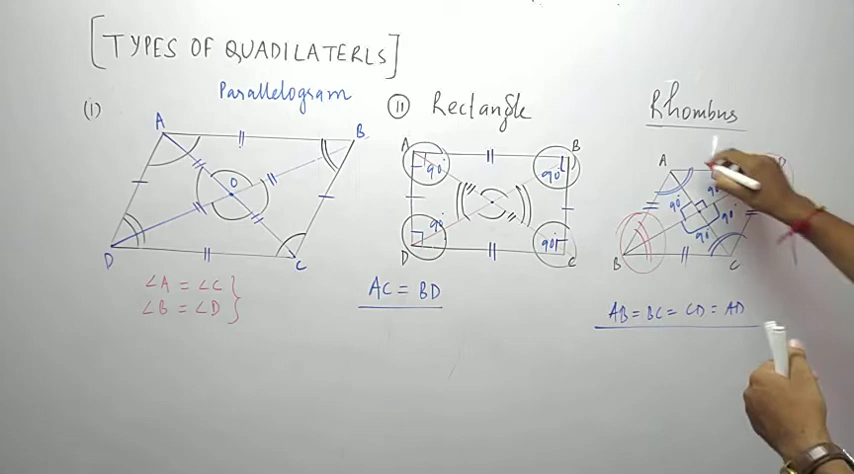 [TYPES OF QUADILATERLS]
(i) Parallelogram
A B
O
D C
∠A = ∠C
∠B = ∠D
(II) Rectangle
A B
90° 90°
90° 90°
D C
AC = BD
Rhombus
A
90° 90°
90° 90°
B C
AB = BC = CD = AD